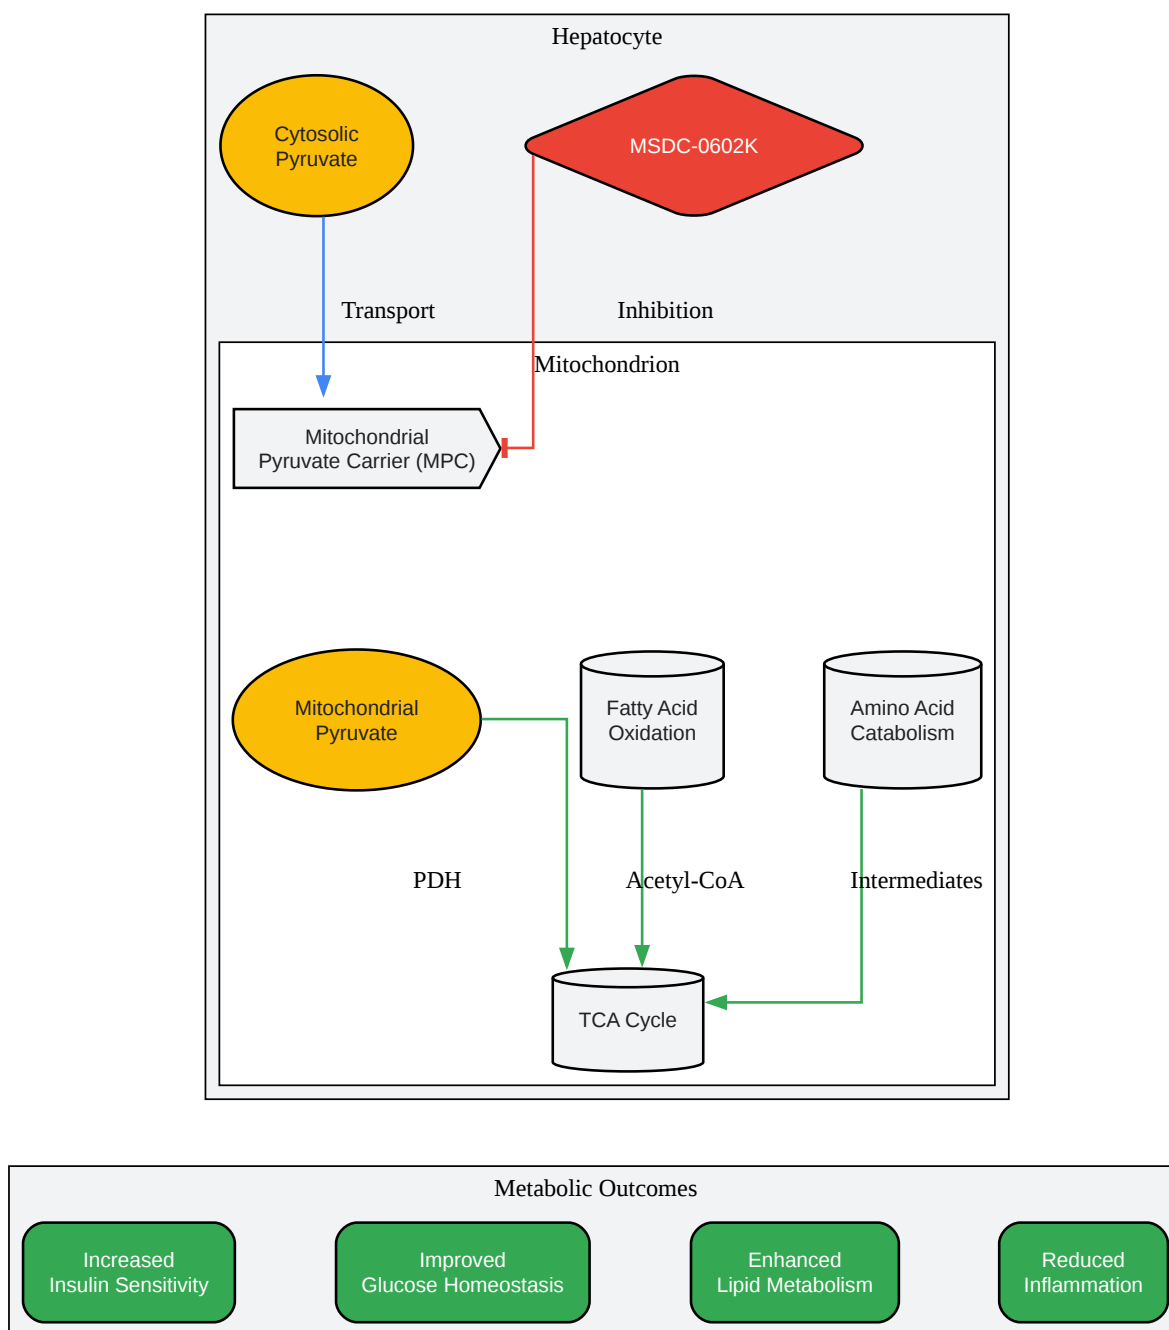 Hepatocyte
Cytosolic
Pyruvate
MSDC-0602K
Transport
Inhibition
Mitochondrion
Mitochondrial
Pyruvate Carrier (MPC)
Mitochondrial
Pyruvate
Fatty Acid
Oxidation
Amino Acid
Catabolism
PDH
Acetyl-CoA
Intermediates
TCA Cycle
Metabolic Outcomes
Increased
Insulin Sensitivity
Improved
Glucose Homeostasis
Enhanced
Lipid Metabolism
Reduced
Inflammation